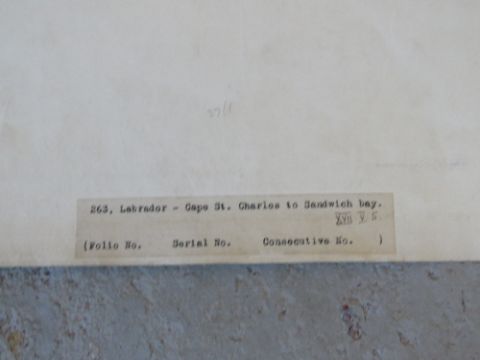 263, Labrador - Cape St. Charles to Sandwich bay.
XVII V 5
(Folio No. Serial No. Consecutive No. )